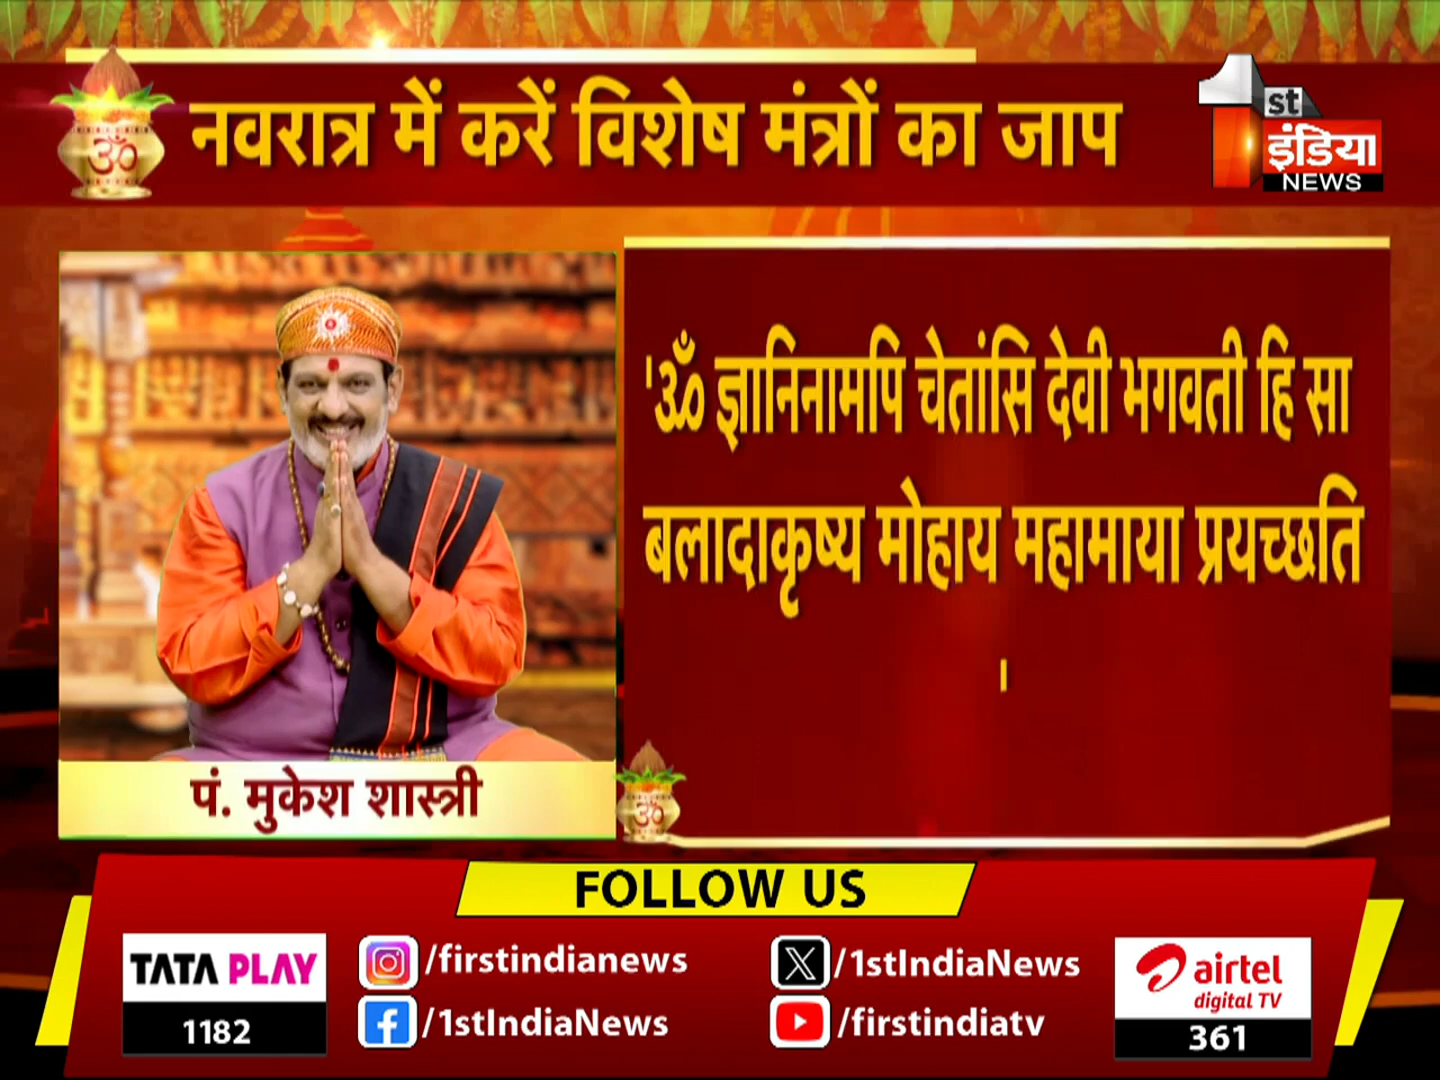 नवरात्र में करें विशेष मंत्रों का जाप
1st
इंडिया
NEWS
ॐ
'ॐ ज्ञानिनामपि चेतांसि देवी भगवती हि सा
बलादाकृष्य मोहाय महामाया प्रयच्छति
।
पं. मुकेश शास्त्री
ॐ
FOLLOW US
TATA PLAY
1182
/firstindianews
/1stIndiaNews
/1stIndiaNews
/firstindiatv
airtel
digital TV
361